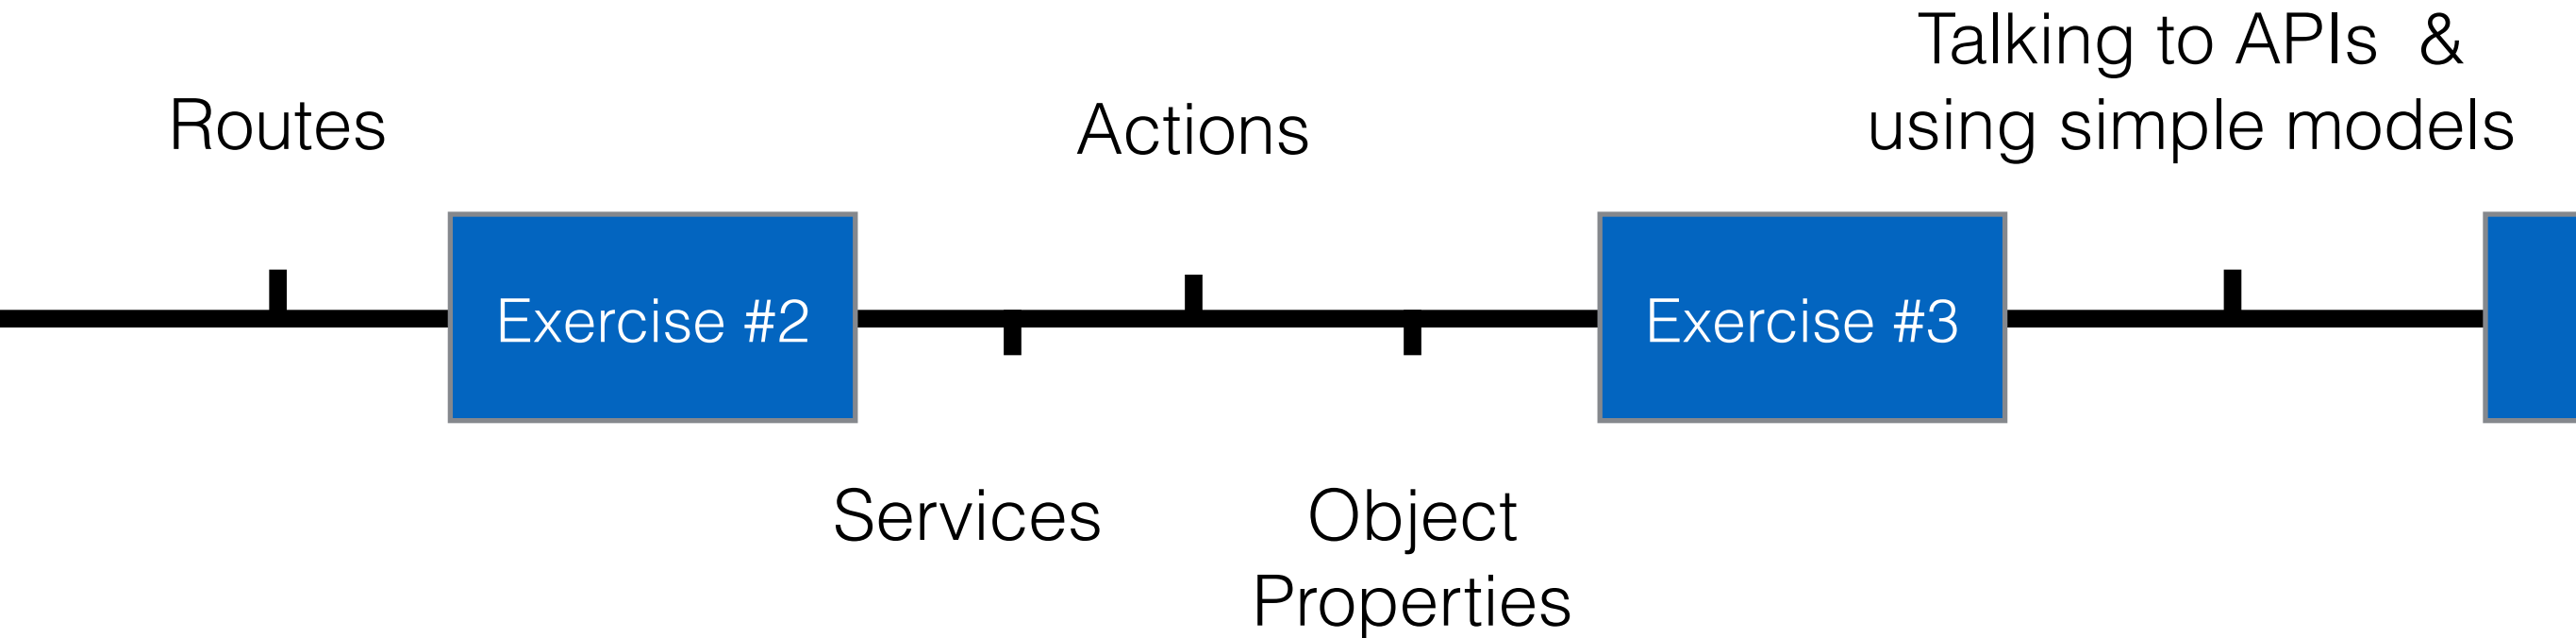 Talking to APIs  &
using simple models
Routes
Actions
Exercise #2
Exercise #3
Services
Object
Properties